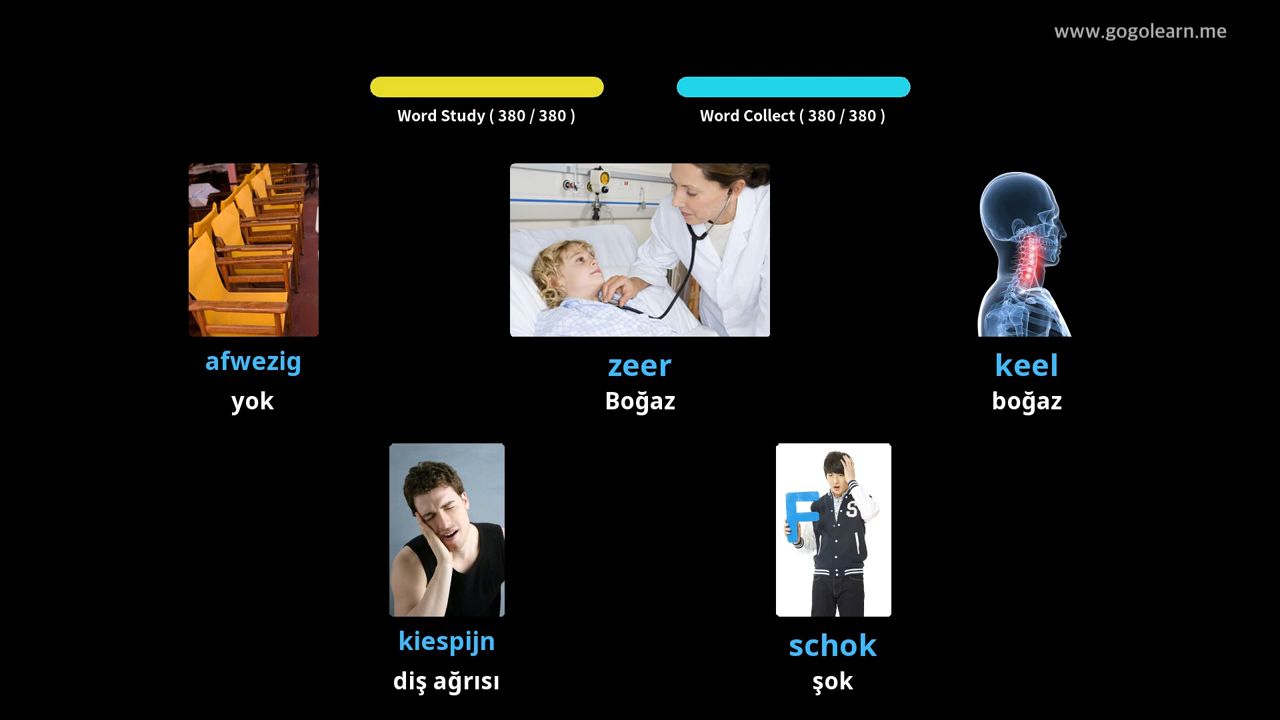 www.gogolearn.me
Word Study ( 380 / 380 )
Word Collect ( 380 / 380 )
afwezig
yok
zeer
Boğaz
keel
boğaz
F
S
kiespijn
diş ağrısı
schok
şok